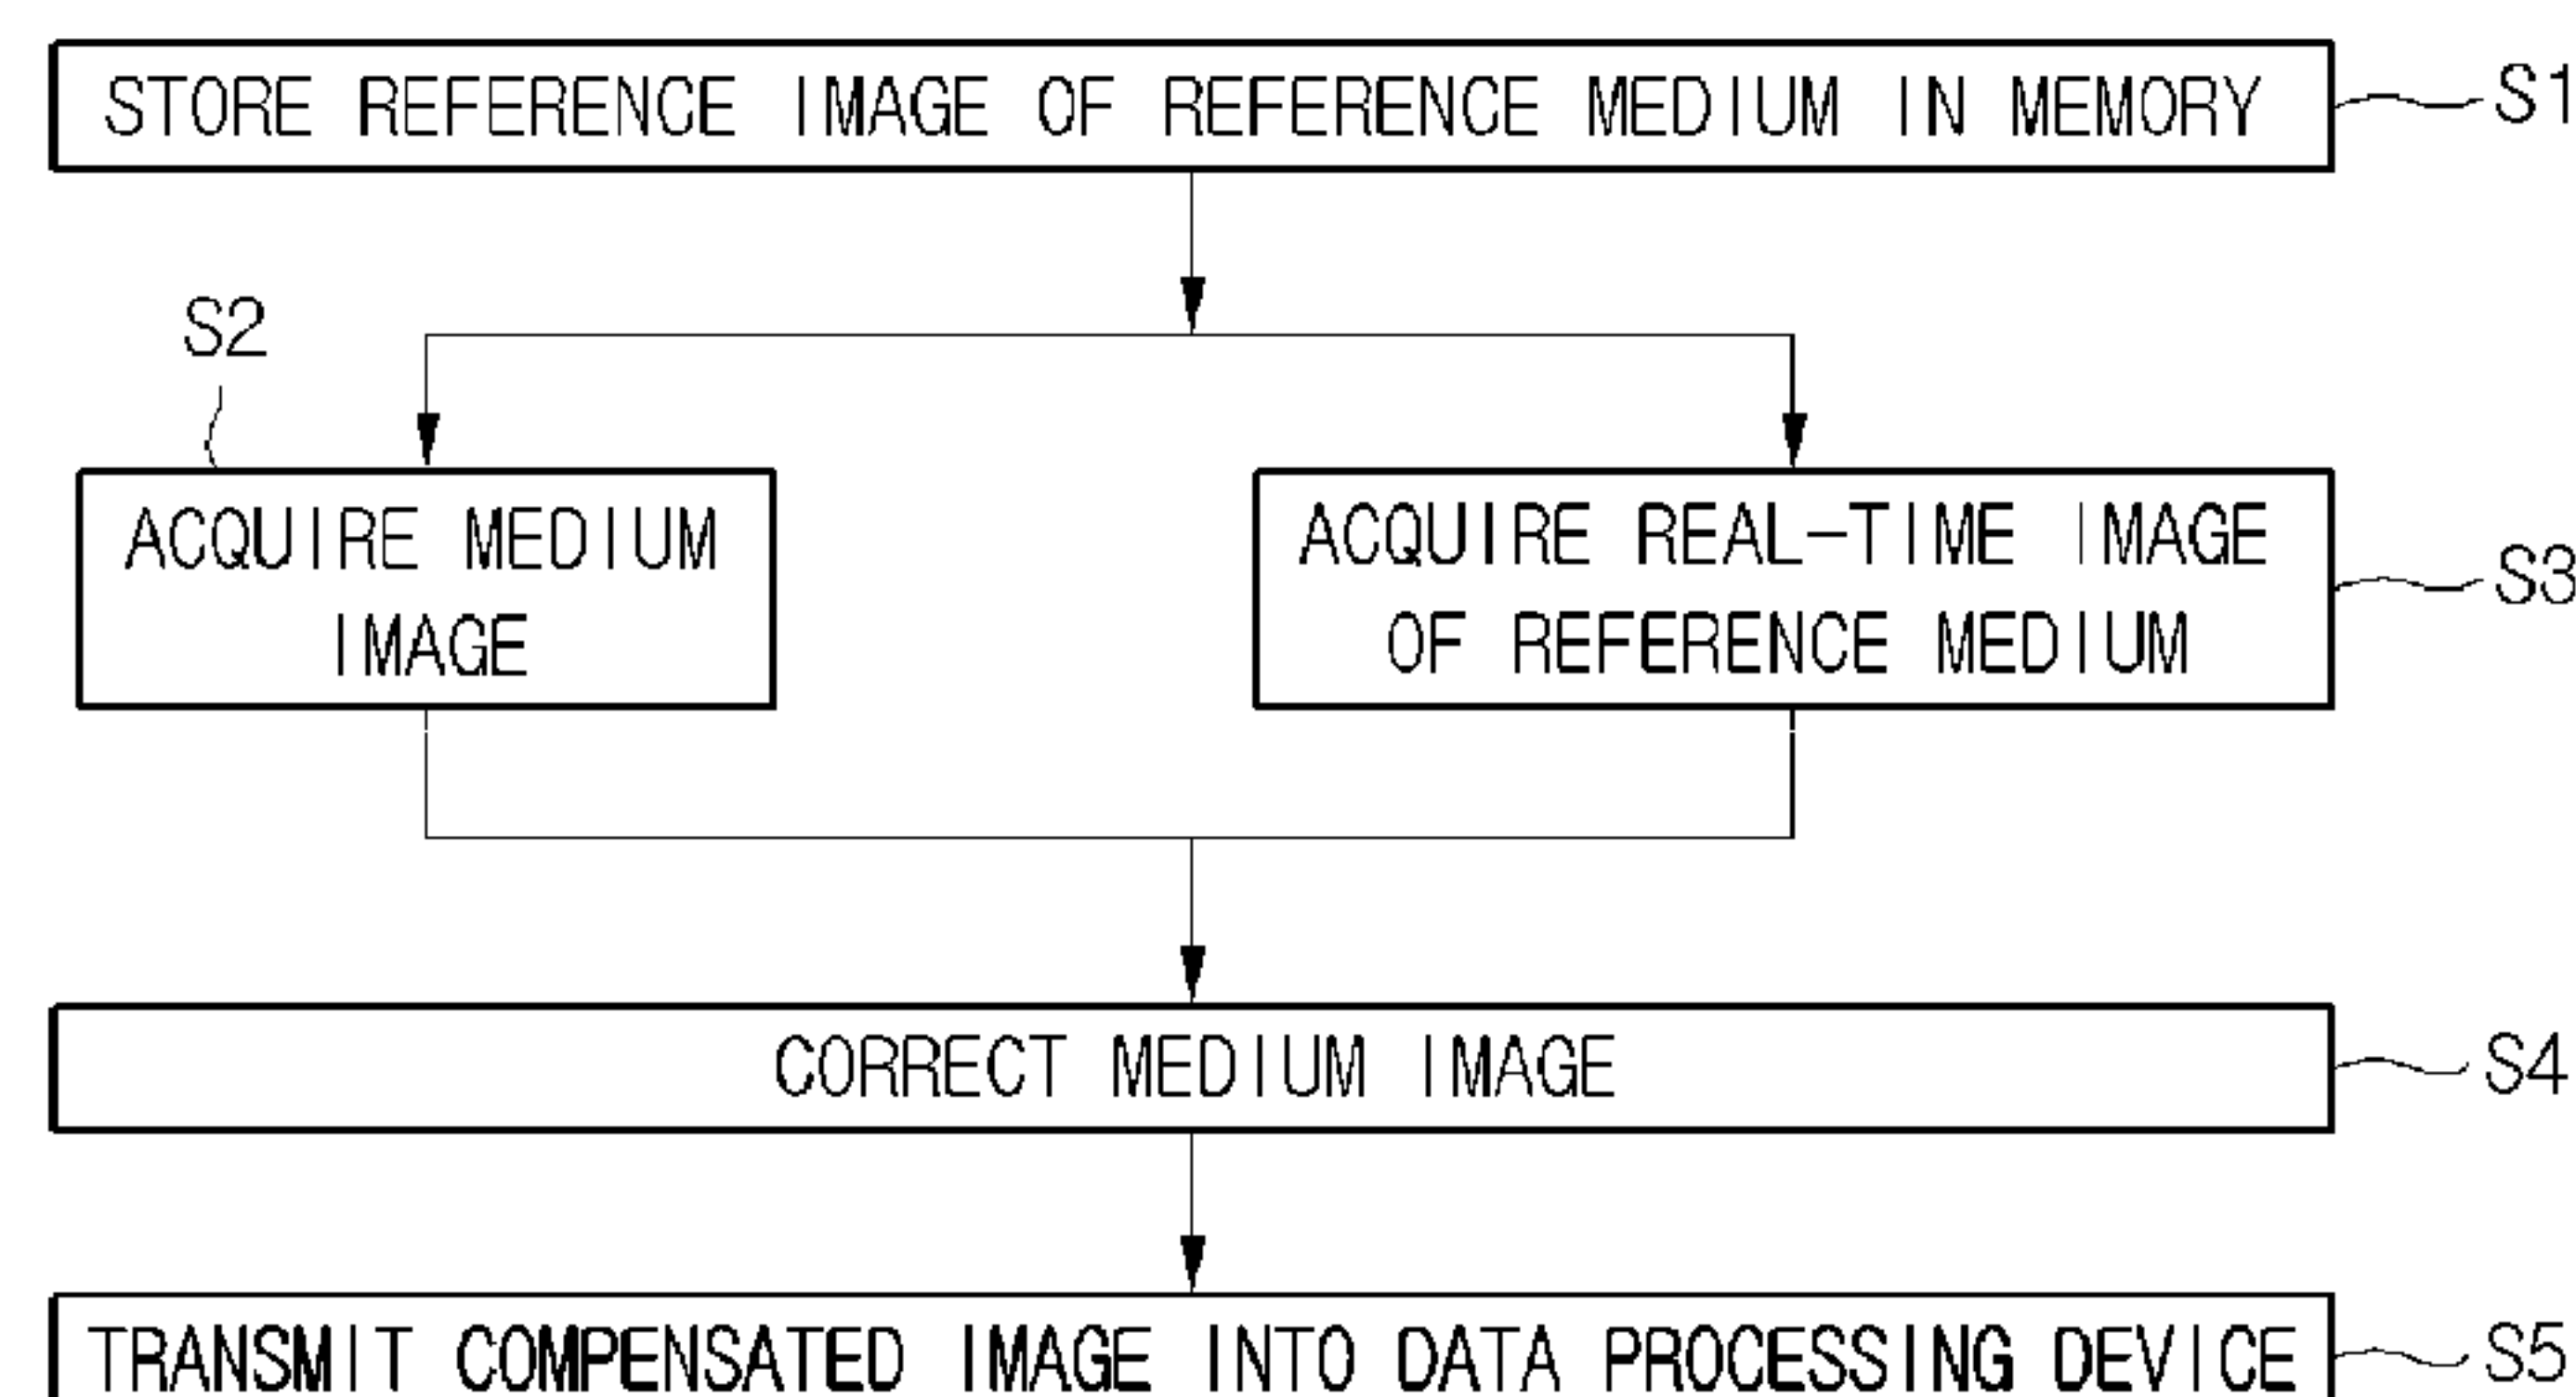 STORE REFERENCE IMAGE OF REFERENCE MEDIUM IN MEMORY
S1
S2
ACQUIRE MEDIUM
IMAGE
ACQUIRE REAL-TIME IMAGE
OF REFERENCE MEDIUM
S3
CORRECT MEDIUM IMAGE
S4
TRANSMIT COMPENSATED IMAGE INTO DATA PROCESSING DEVICE
S5